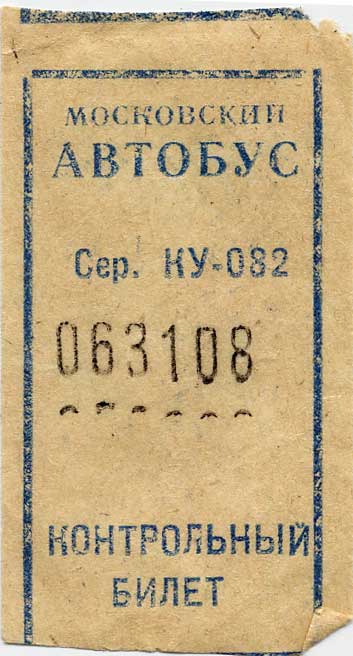 МОСКОВСКИЙ
АВТОБУС
Сер. КУ-082
063108
КОНТРОЛЬНЫЙ
БИЛЕТ